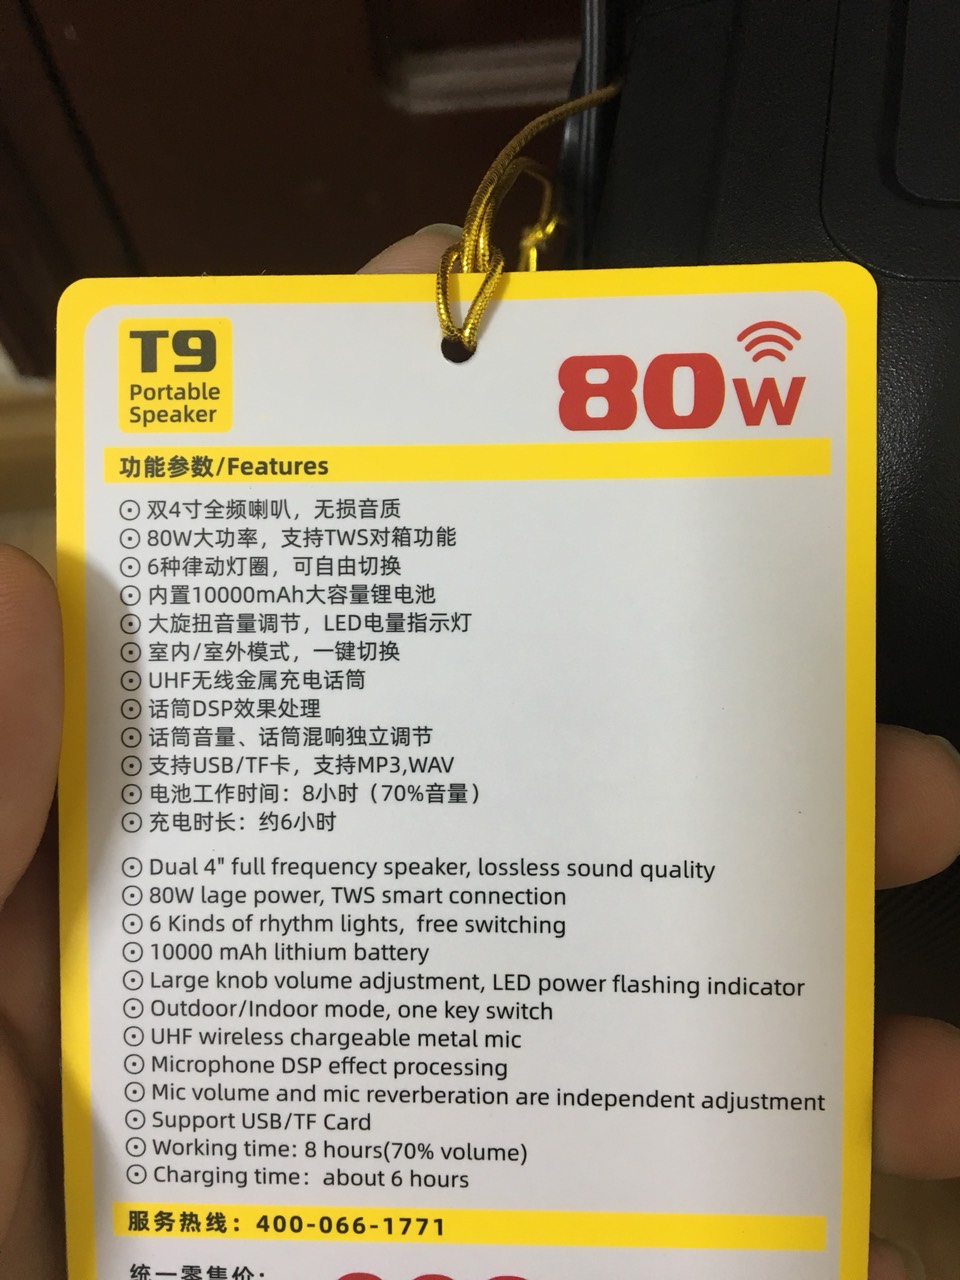 T9
Portable
Speaker
80W
功能参数/Features
双4寸全频喇叭，无损音质
80W大功率，支持TWS对箱功能
6种律动灯圈，可自由切换
内置10000mAh大容量锂电池
大旋扭音量调节，LED电量指示灯
室内/室外模式，一键切换
UHF无线金属充电话筒
话筒DSP效果处理
话筒音量、话筒混响独立调节
支持USB/TF卡，支持MP3,WAV
电池工作时间：8小时（70%音量）
充电时长：约6小时
Dual 4" full frequency speaker, lossless sound quality
80W lage power, TWS smart connection
6 Kinds of rhythm lights, free switching
10000 mAh lithium battery
Large knob volume adjustment, LED power flashing indicator
Outdoor/Indoor mode, one key switch
UHF wireless chargeable metal mic
Microphone DSP effect processing
Mic volume and mic reverberation are independent adjustment
Support USB/TF Card
Working time: 8 hours(70% volume)
Charging time：about 6 hours
服务热线：400-066-1771
统一零售价：